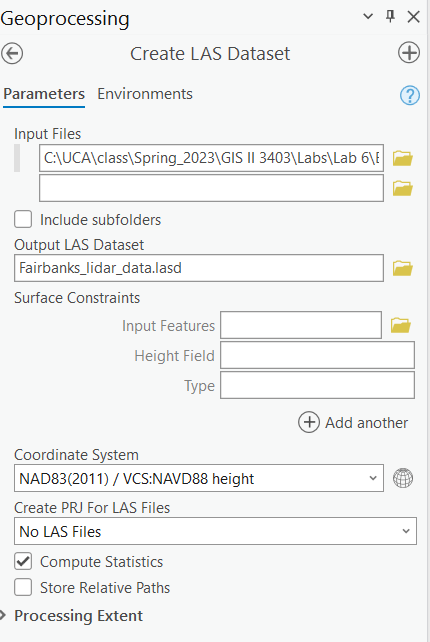 Geoprocessing
Create LAS Dataset
Parameters Environments
?
Input Files
C:\UCA\class\Spring_2023\GIS II 3403\Labs\Lab 6\
Include subfolders
Output LAS Dataset
Fairbanks_lidar_data.lasd
Surface Constraints
Input Features
Height Field
Type
Add another
Coordinate System
NAD83(2011) / VCS:NAVD88 height
Create PRJ For LAS Files
No LAS Files
Compute Statistics
Store Relative Paths
Processing Extent